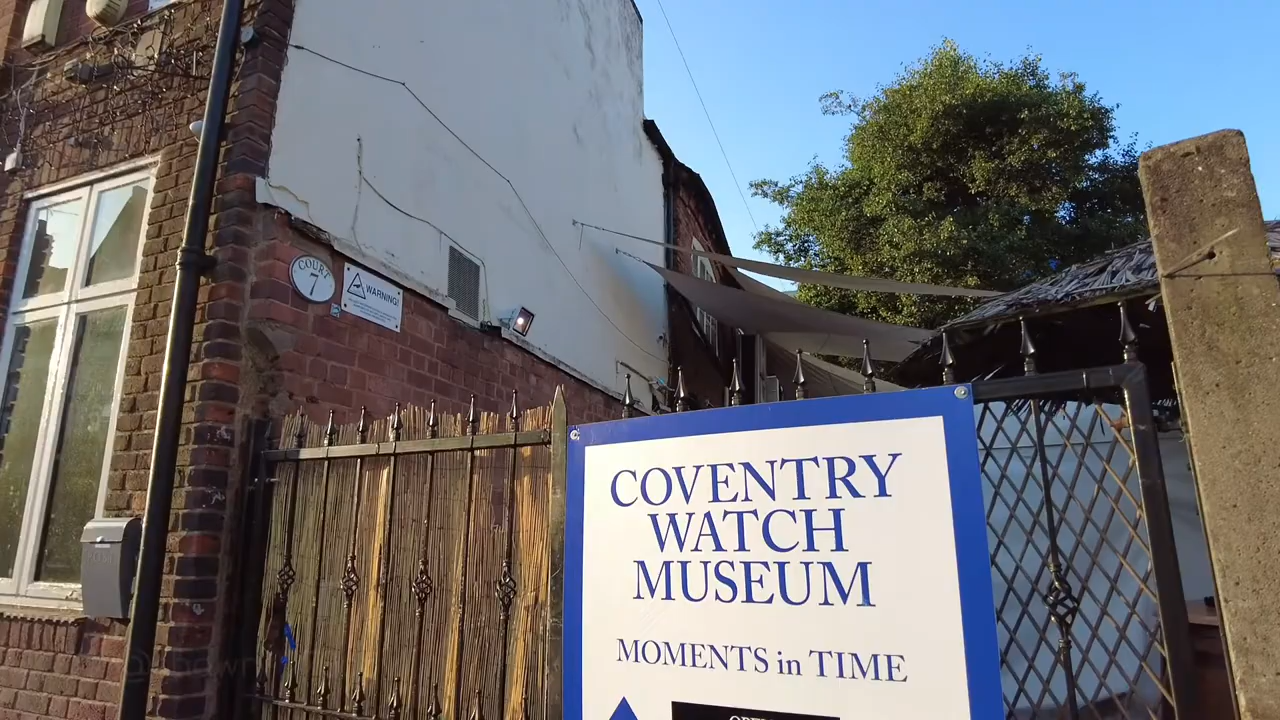 COURT
7
WARNING!
COVENTRY
WATCH
MUSEUM
MOMENTS in TIME